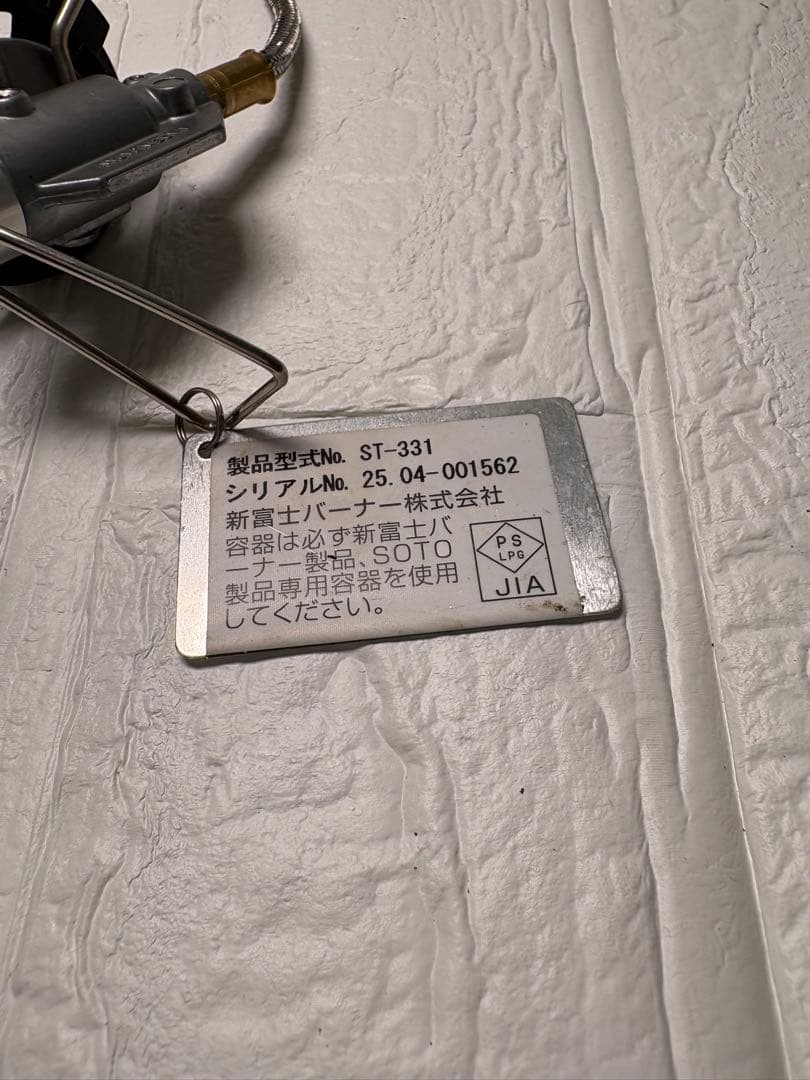 製品型式No. ST-331
シリアルNo. 25.04-001562
新富士バーナー株式会社
容器は必ず新富士バ
ーナー製品、SOTO
製品専用容器を使用
してください。
PS
LPG
JIA